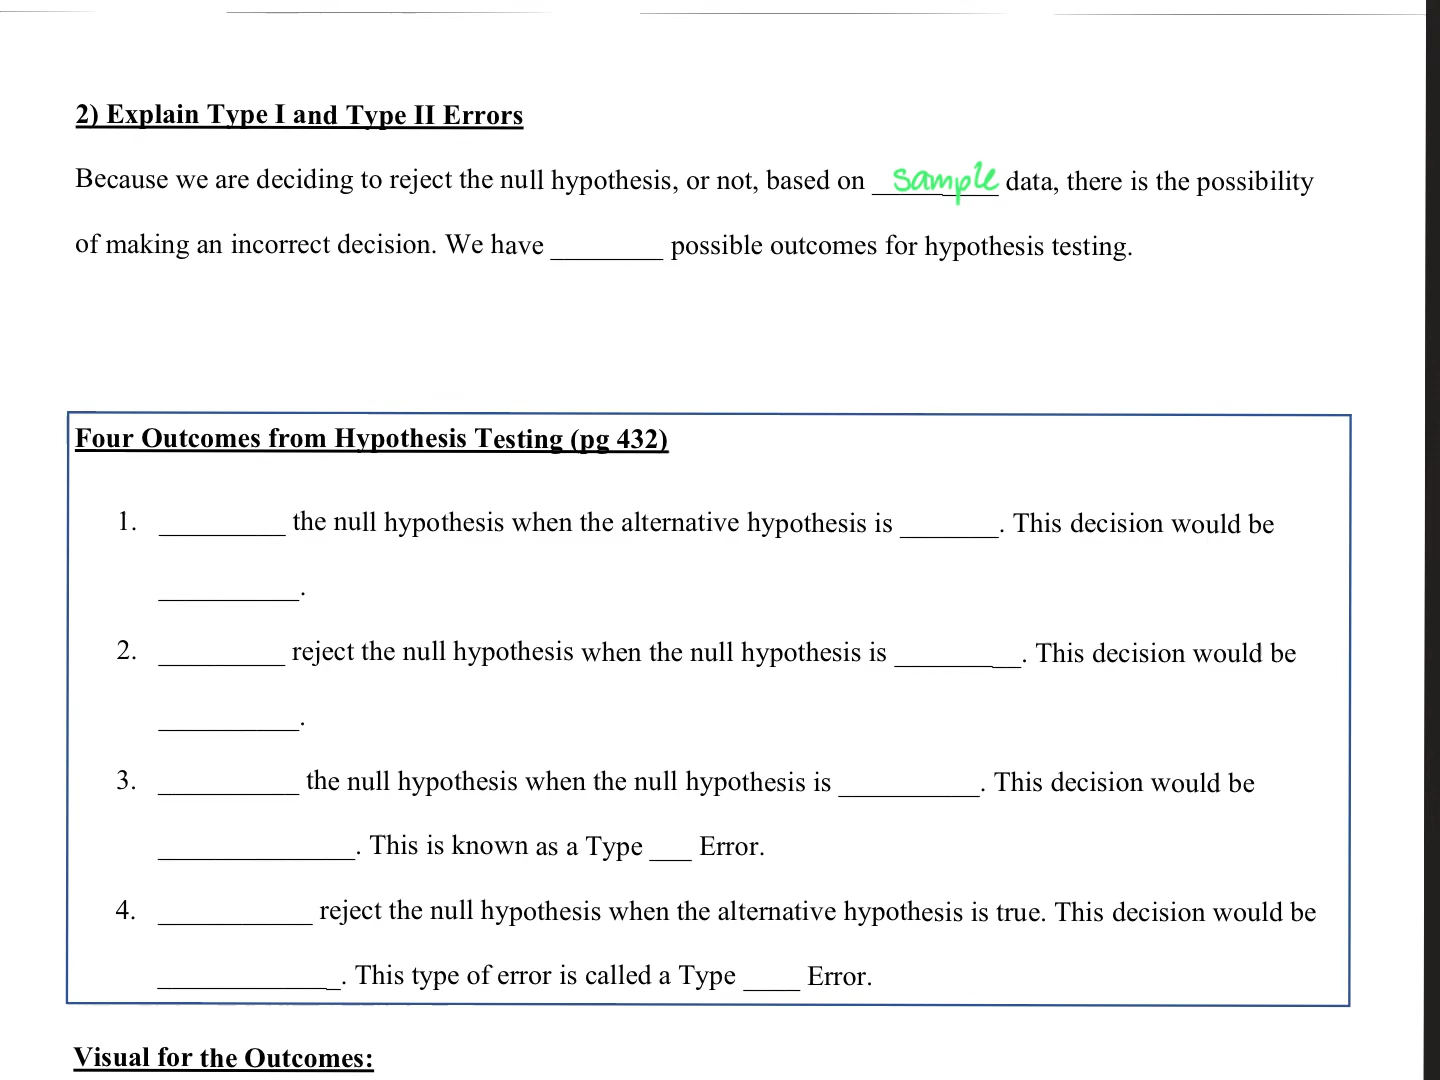 2) Explain Type I and Type II Errors
Because we are deciding to reject the null hypothesis, or not, based on sample data, there is the possibility
of making an incorrect decision. We have ________ possible outcomes for hypothesis testing.
Four Outcomes from Hypothesis Testing (pg 432)
1. _________ the null hypothesis when the alternative hypothesis is _______. This decision would be
__________.
2. _________ reject the null hypothesis when the null hypothesis is _________. This decision would be
__________.
3. __________ the null hypothesis when the null hypothesis is __________. This decision would be
______________. This is known as a Type ___ Error.
4. ___________ reject the null hypothesis when the alternative hypothesis is true. This decision would be
_____________. This type of error is called a Type ____ Error.
Visual for the Outcomes: